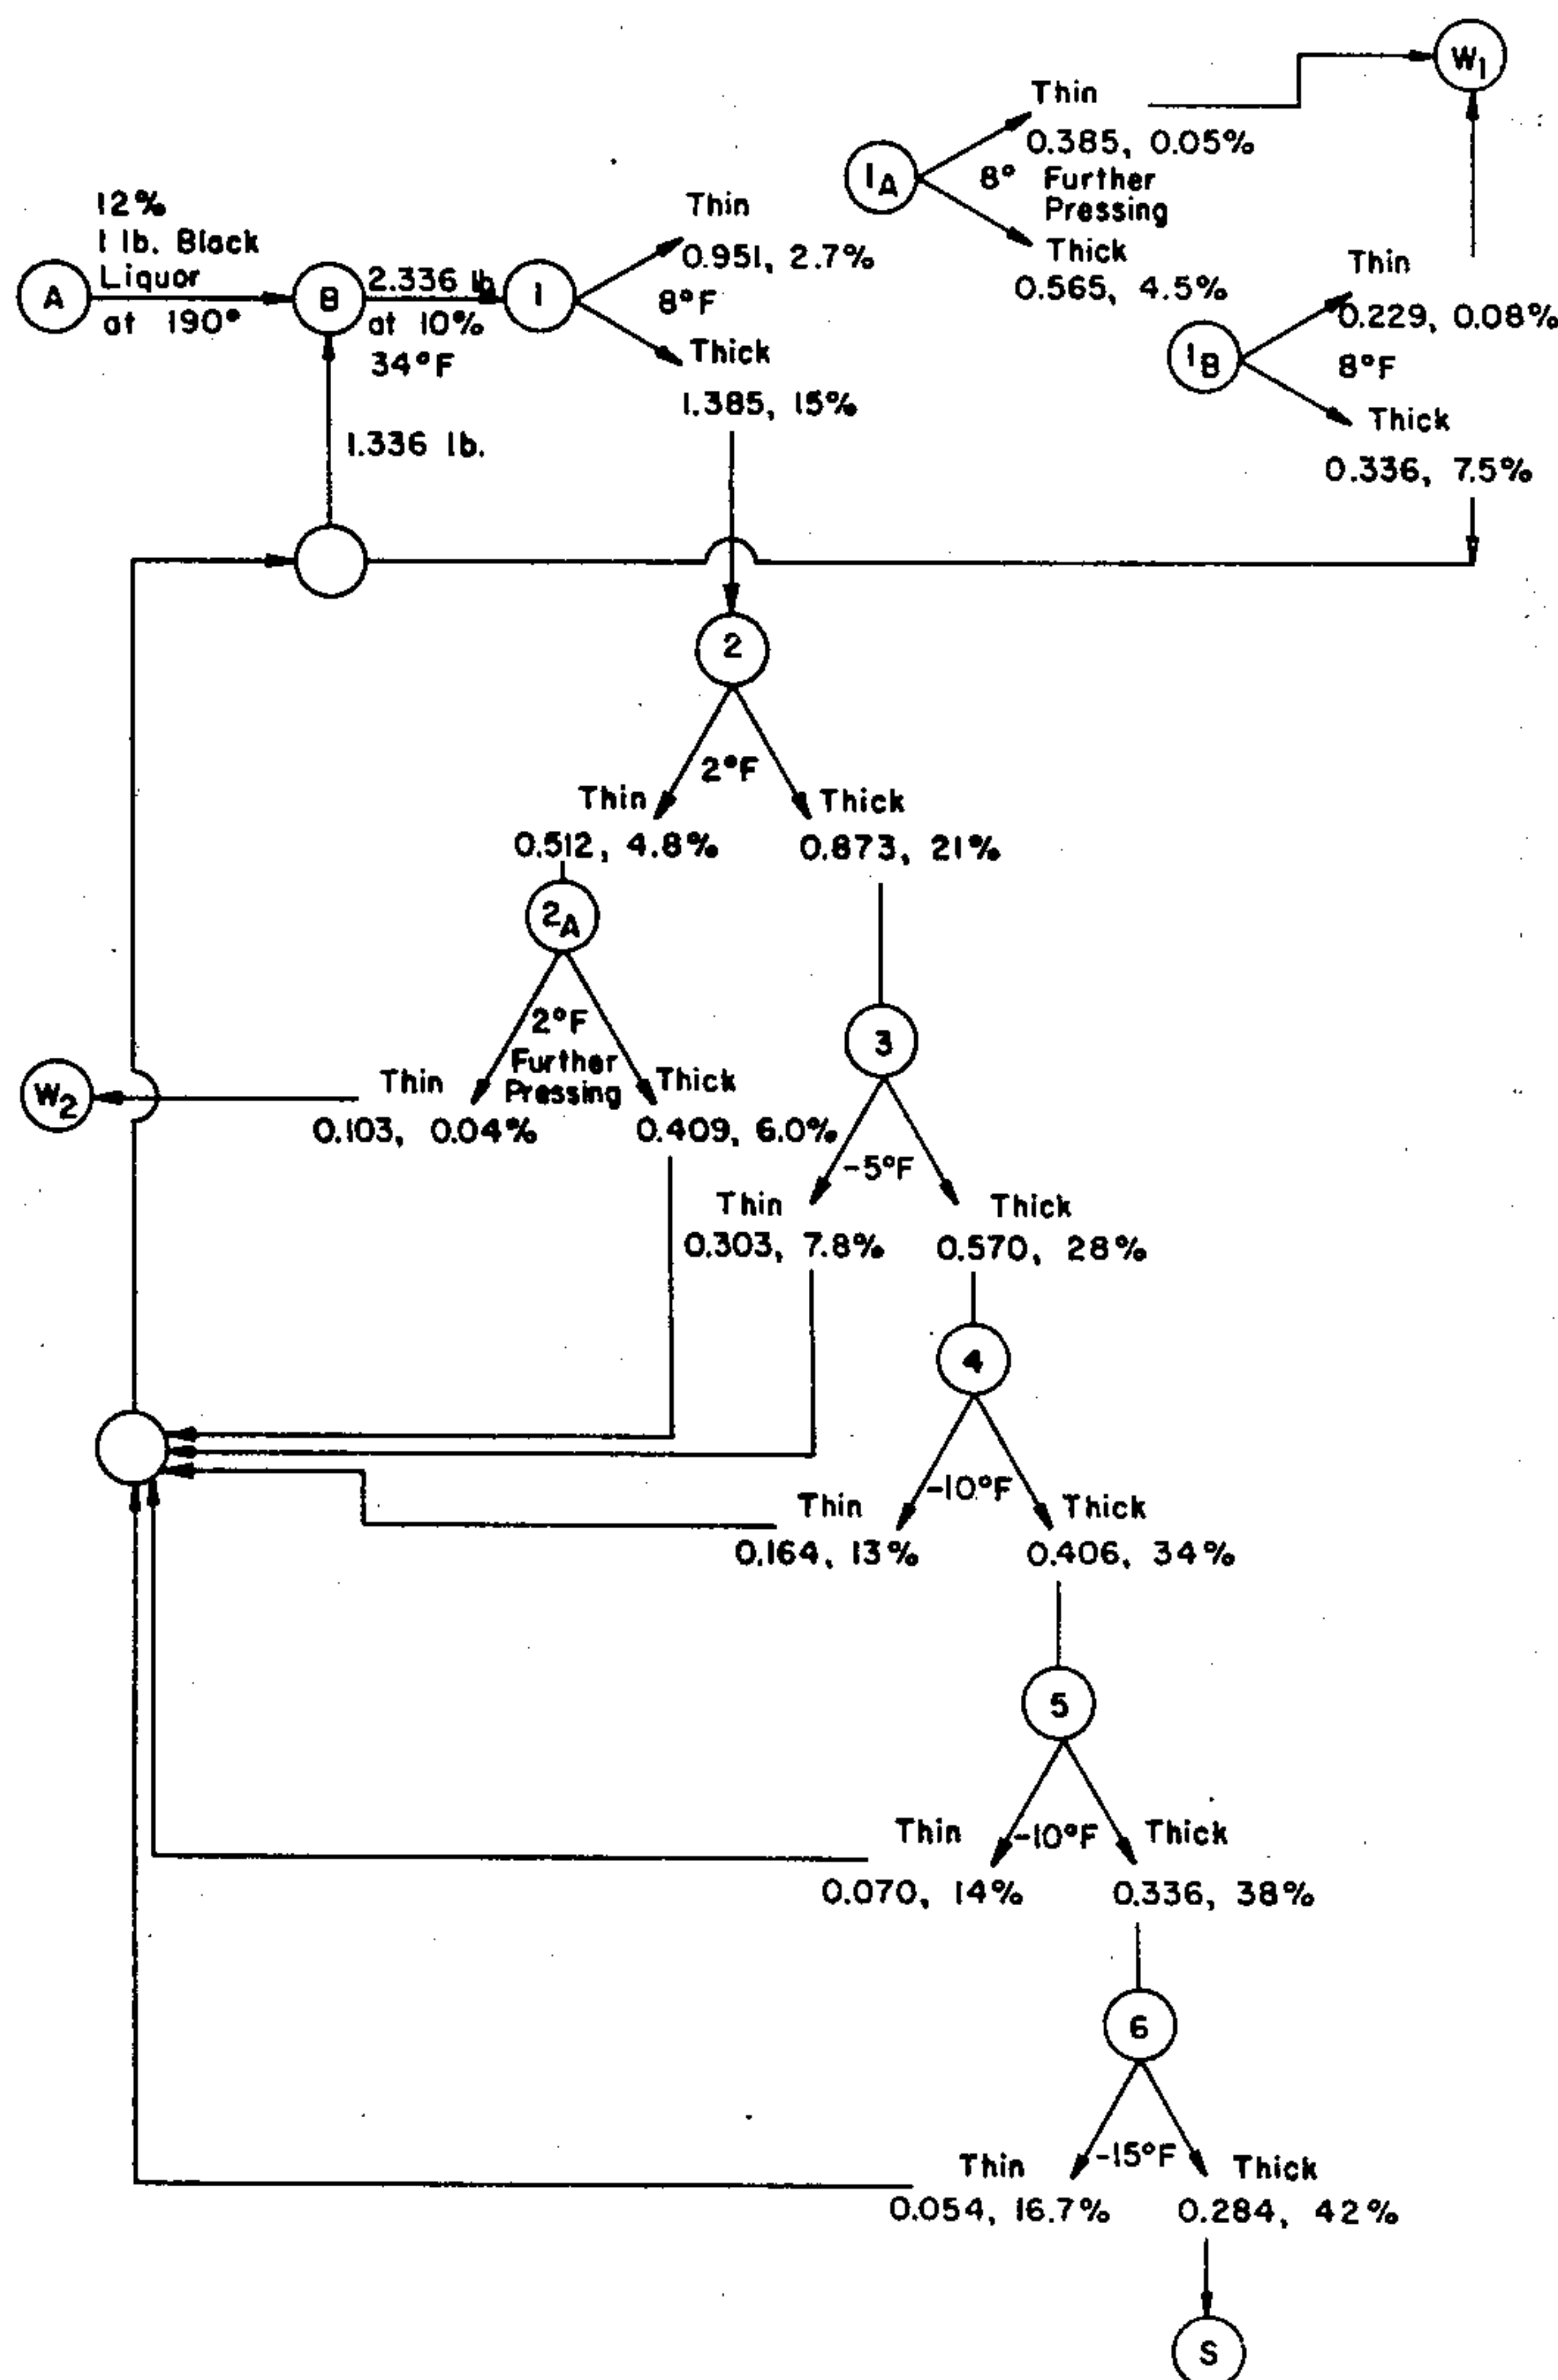 W1
Thin
0.385, 0.05%
1A
8° Further
Pressing
Thick
0.565, 4.5%
12%
1 lb. Black
Liquor
at 190°
A
B
2.336 lb.
at 10%
34°F
1
Thin
0.951, 2.7%
8°F
Thick
1.385, 15%
Thin
0.229, 0.08%
1B
8°F
Thick
0.336, 7.5%
1.336 lb.
2
2°F
Thin
Thick
0.512, 4.8%
0.873, 21%
2A
2°F
Further
Pressing
Thin
Thick
0.103, 0.04%
0.409, 6.0%
W2
3
-5°F
Thin
Thick
0.303, 7.8%
0.570, 28%
4
-10°F
Thin
Thick
0.164, 13%
0.406, 34%
5
-10°F
Thin
Thick
0.070, 14%
0.336, 38%
6
-15°F
Thin
Thick
0.054, 16.7%
0.284, 42%
S